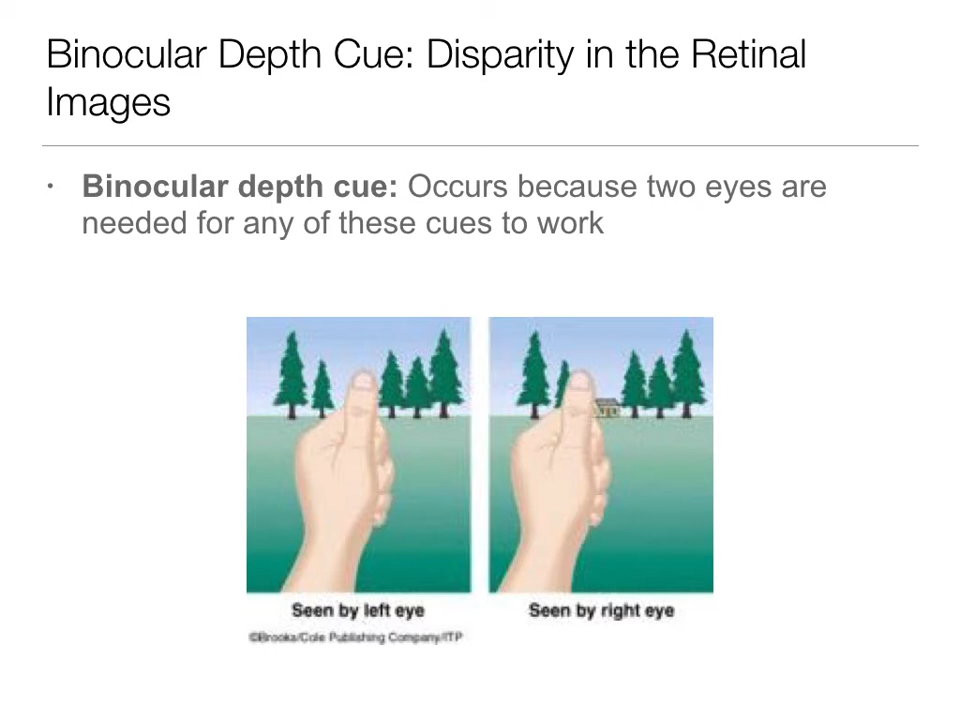 Binocular Depth Cue: Disparity in the Retinal
Images
• Binocular depth cue: Occurs because two eyes are
needed for any of these cues to work
Seen by left eye
Seen by right eye
©Brooks/Cole Publishing Company/ITP